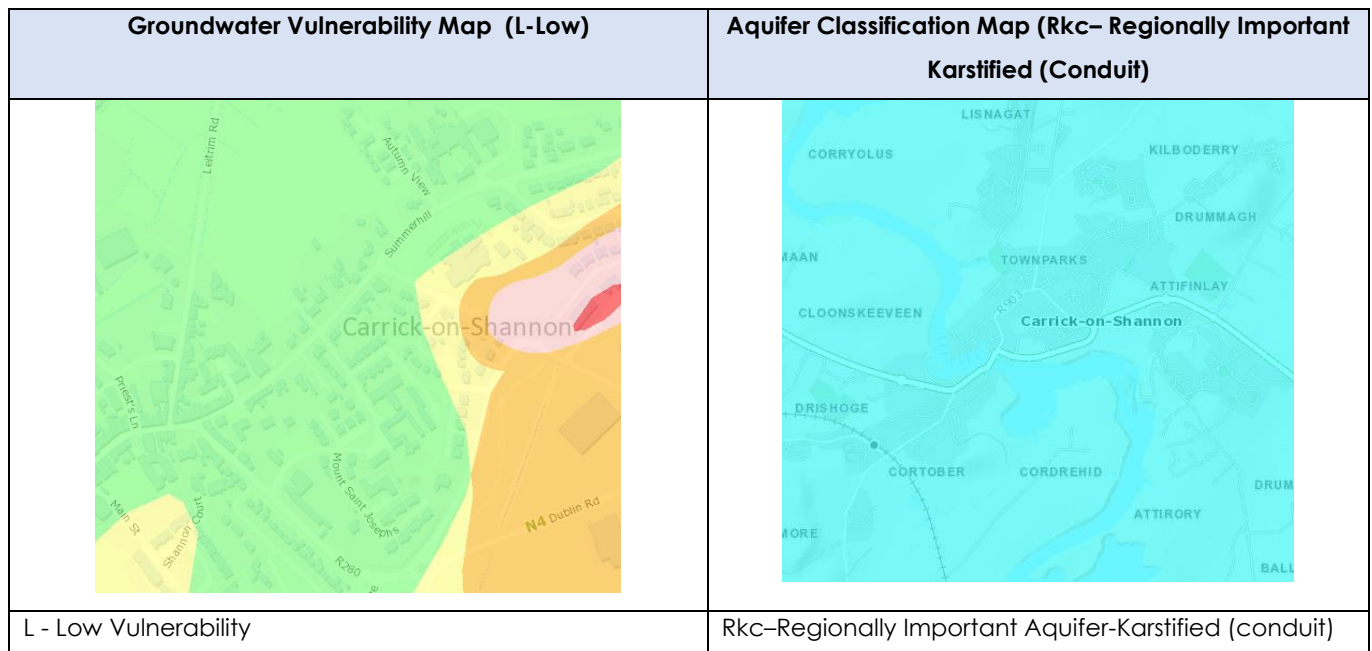 Groundwater Vulnerability Map (L-Low)
Aquifer Classification Map (Rkc– Regionally Important
Karstified (Conduit)
Leitrim Rd
Autumn View
Summerhill
Carrick-on-Shannon
Priest's Ln
Main St
Shannon Court
Mount Saint Josephs
R280
N4 Dublin Rd
LISNAGAT
CORRYOLUS
KILBODERRY
DRUMMAGH
TOWNPARKS
MAÁN
ATTIFINLAY
CLOONSKEEVEEN
R903
Carrick-on-Shannon
DRISHOGE
CORTOBER
CORDREHID
DRUM
ATTIRORY
MORE
BALL
L - Low Vulnerability
Rkc–Regionally Important Aquifer-Karstified (conduit)